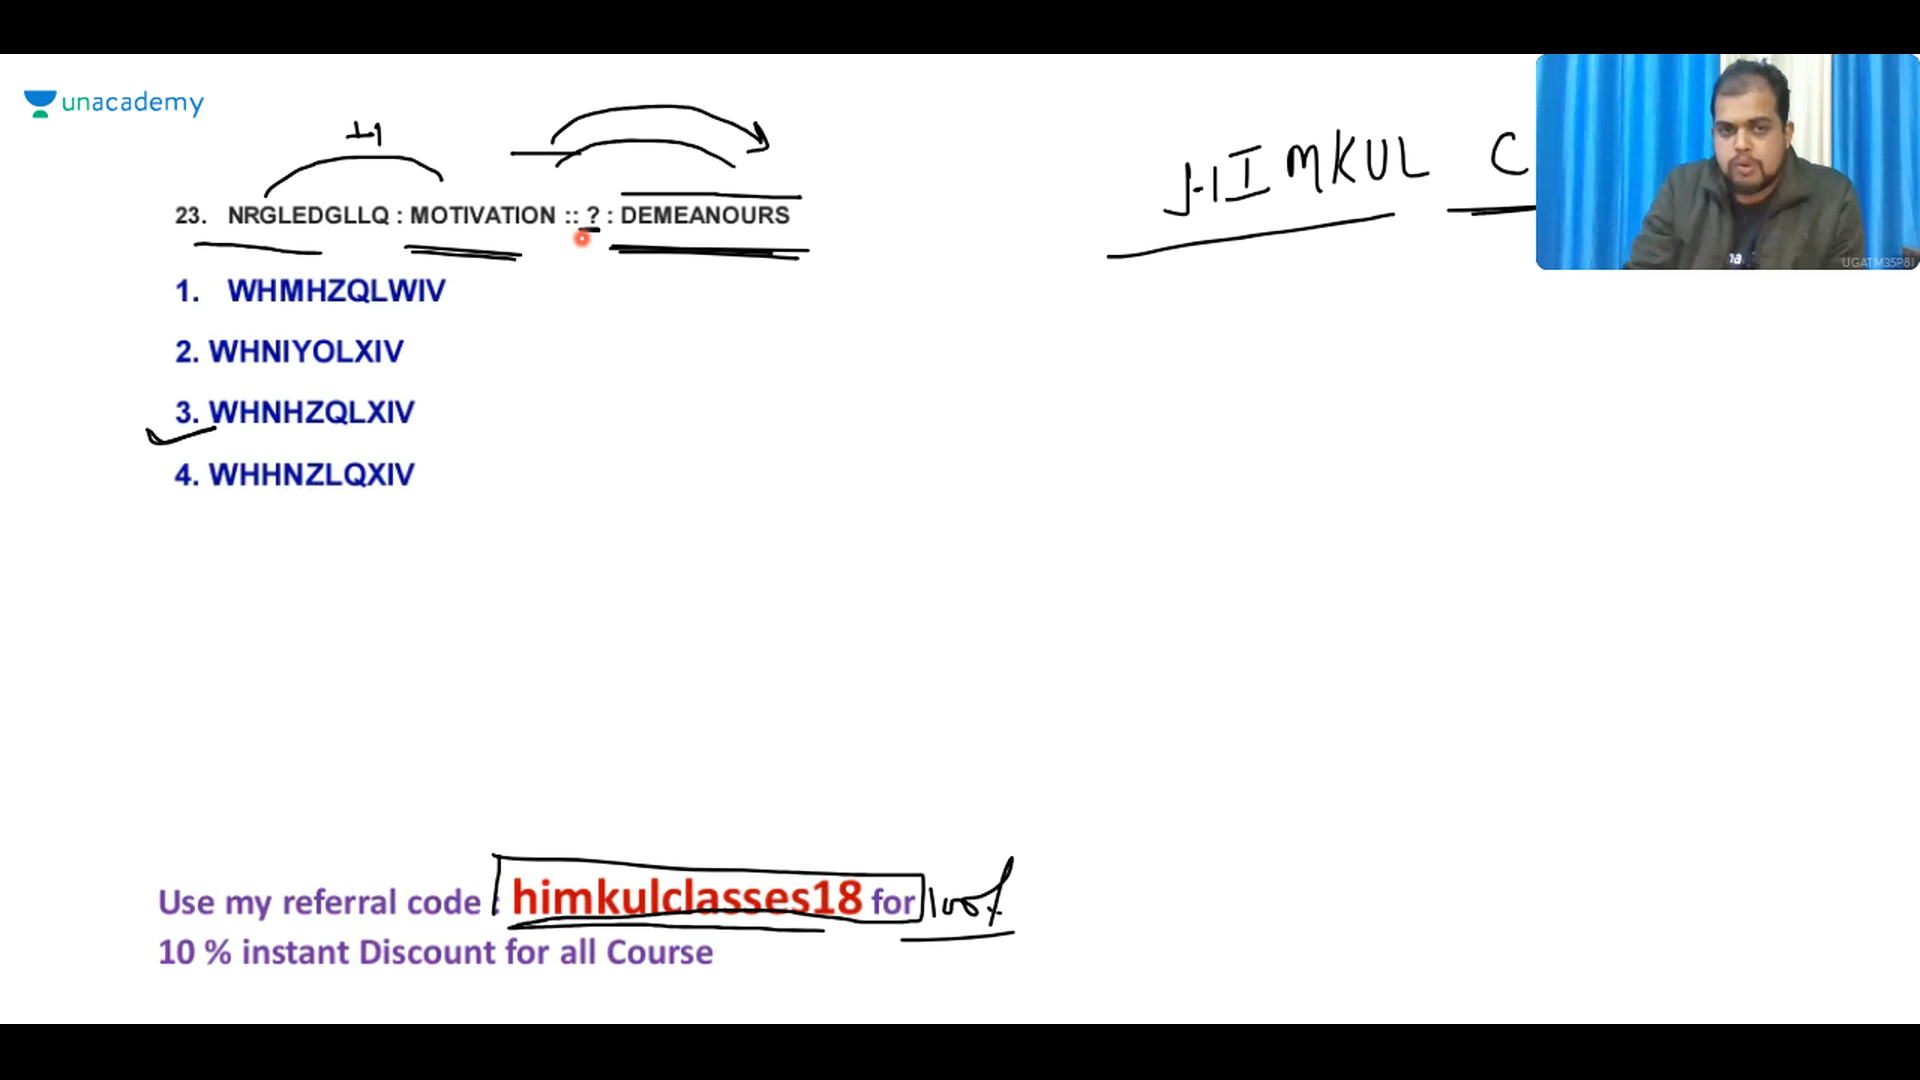 unacademy
+1
HIMKUL C
23. NRGLEDGLLQ : MOTIVATION :: ? : DEMEANOURS
1. WHMHZQLWIV
2. WHNIYOLXIV
3. WHNHZQLXIV
4. WHHNZLQXIV
Use my referral code : himkulclasses18 for
10 % instant Discount for all Course
UGATM35P8I